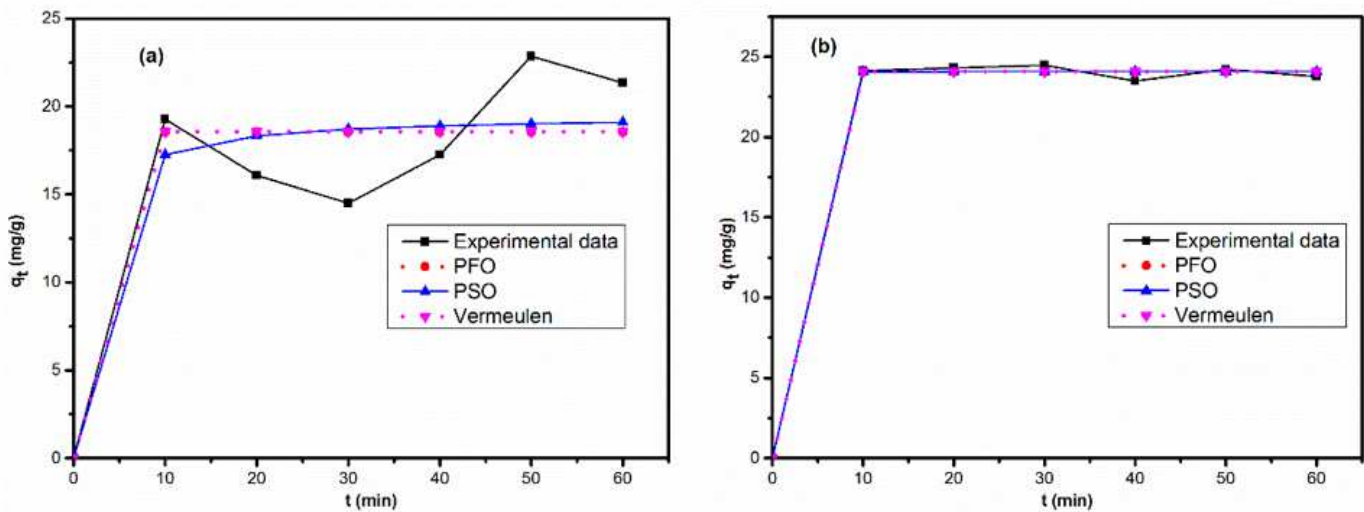 (a)
25
20
15
10
5
0
q_t (mg/g)
0 10 20 30 40 50 60
t (min)
Experimental data
PFO
PSO
Vermeulen
(b)
25
20
15
10
5
0
q_t (mg/g)
0 10 20 30 40 50 60
t (min)
Experimental data
PFO
PSO
Vermeulen